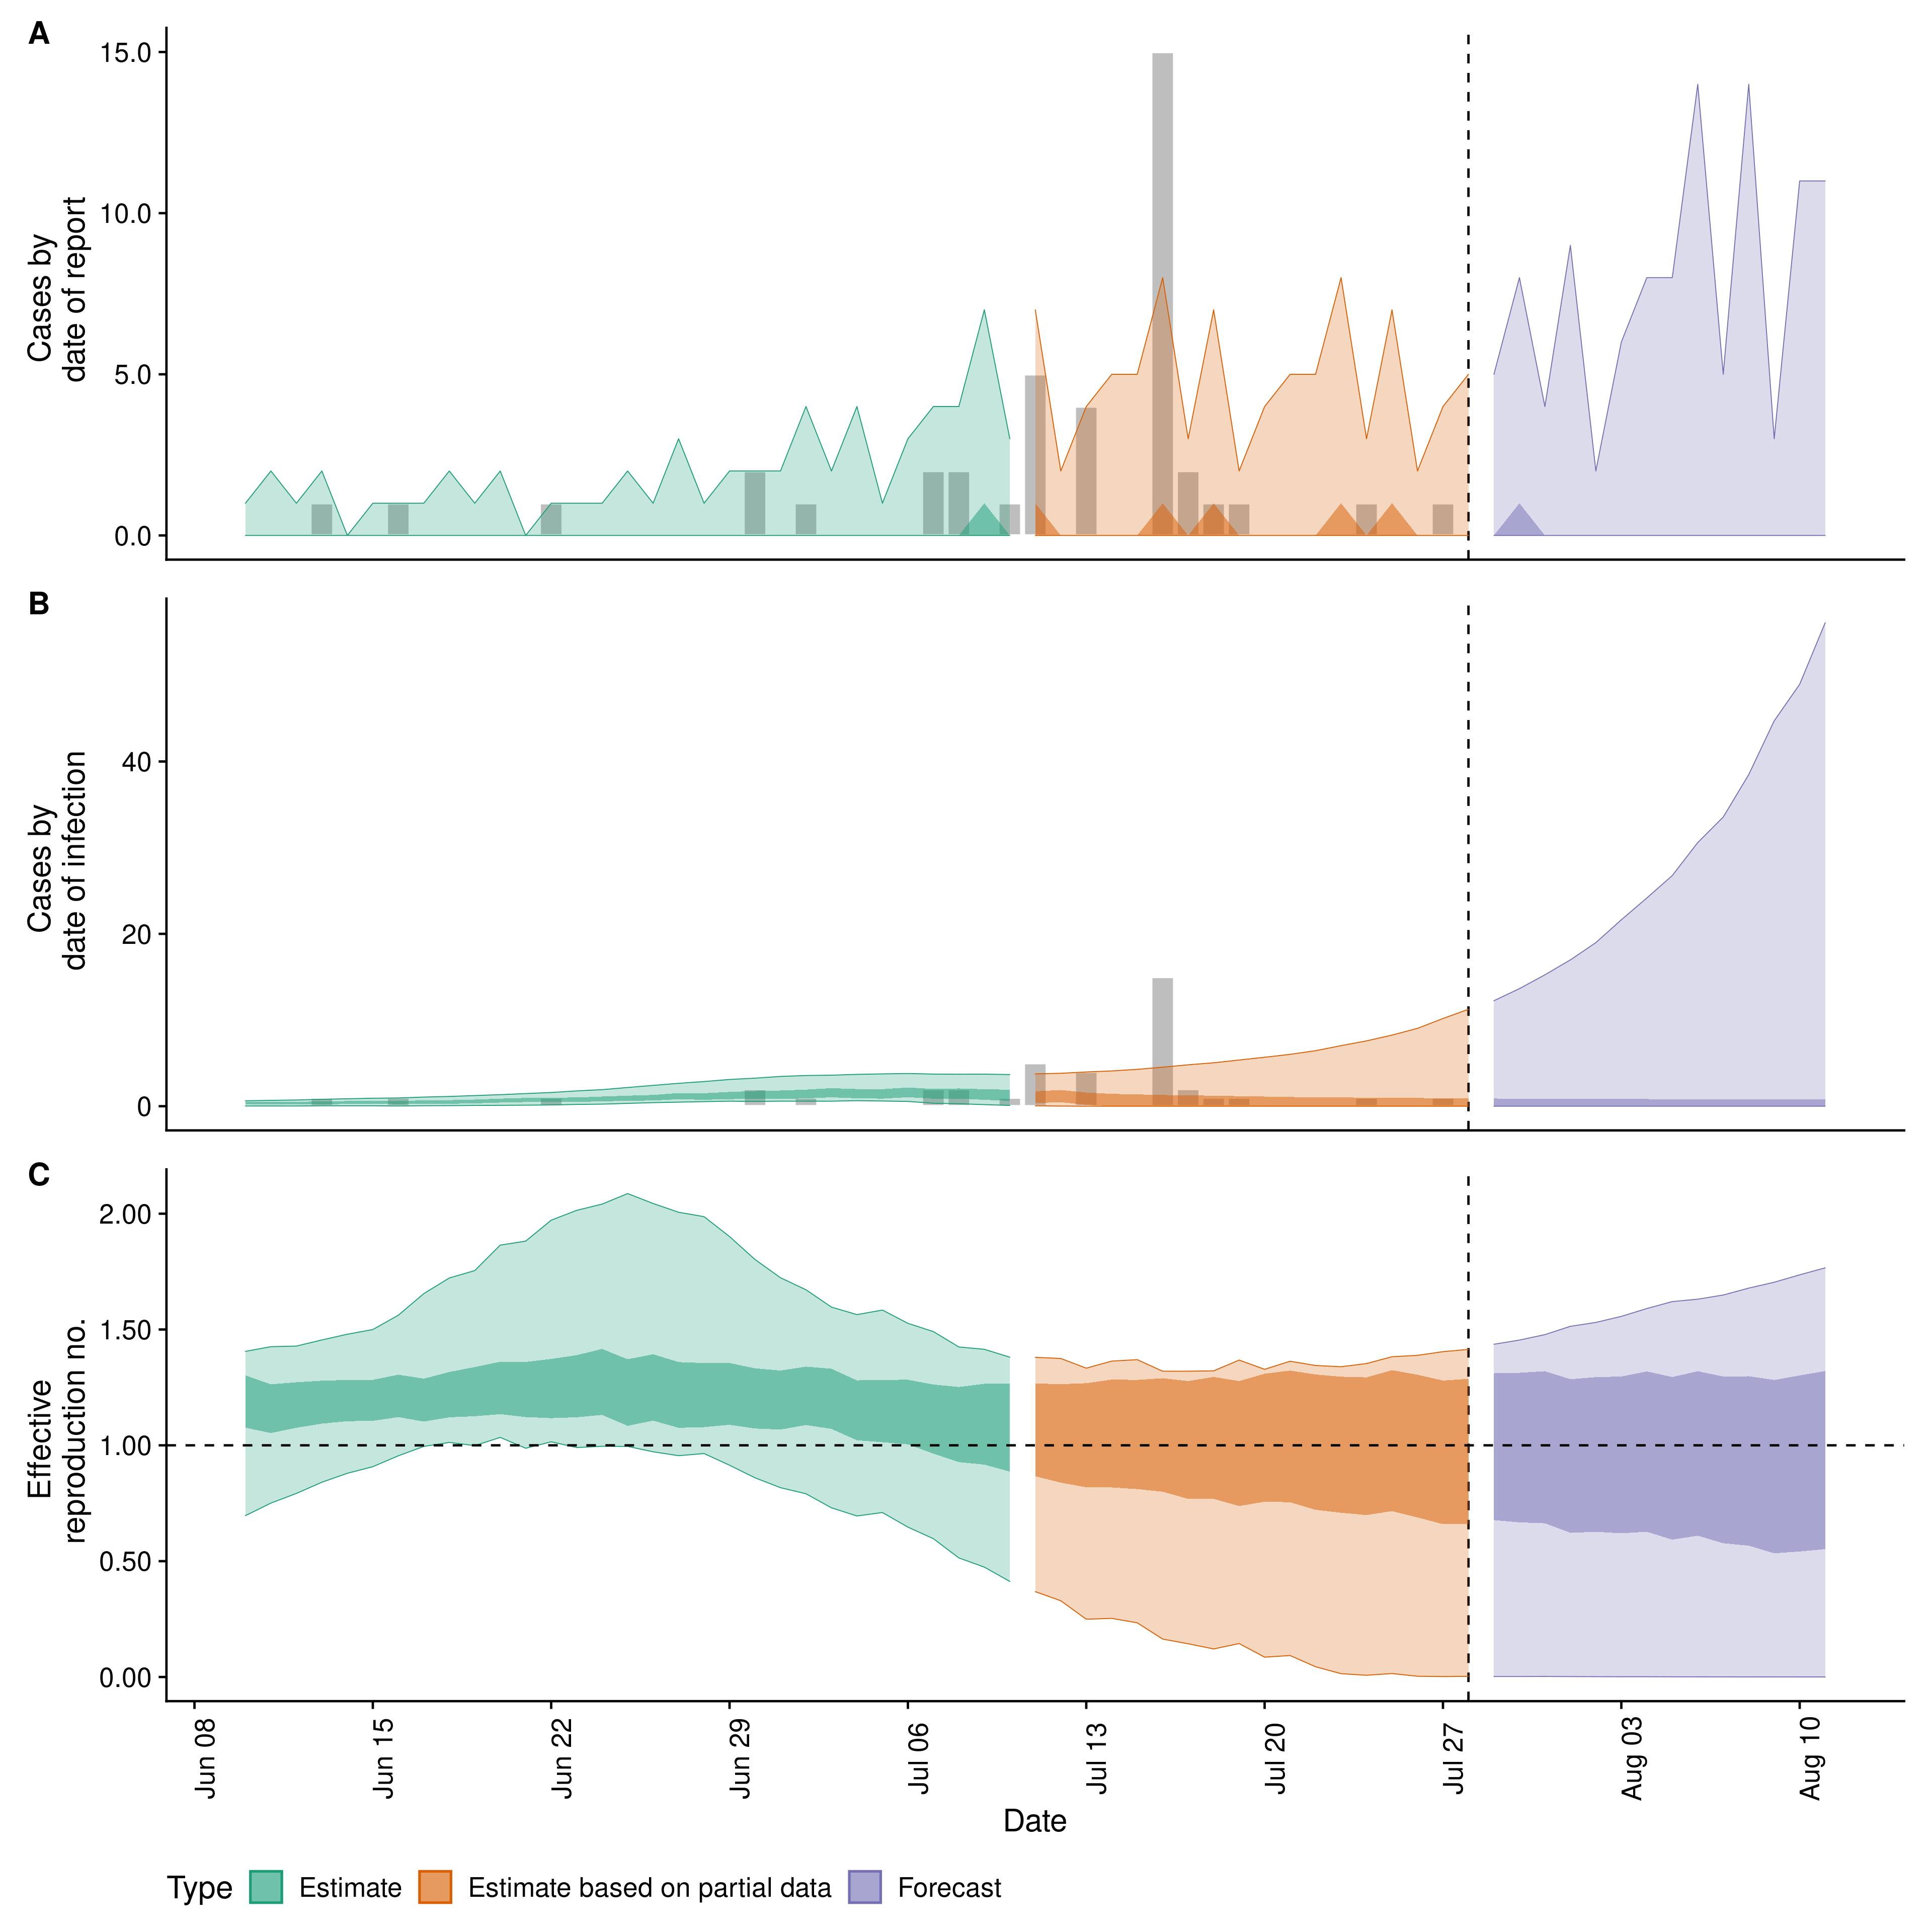 A
15.0
10.0
5.0
0.0
Cases by
date of report
B
40
20
0
Cases by
date of infection
C
2.00
1.50
1.00
0.50
0.00
Effective
reproduction no.
Jun 08
Jun 15
Jun 22
Jun 29
Jul 06
Jul 13
Jul 20
Jul 27
Aug 03
Aug 10
Date
Type Estimate Estimate based on partial data Forecast